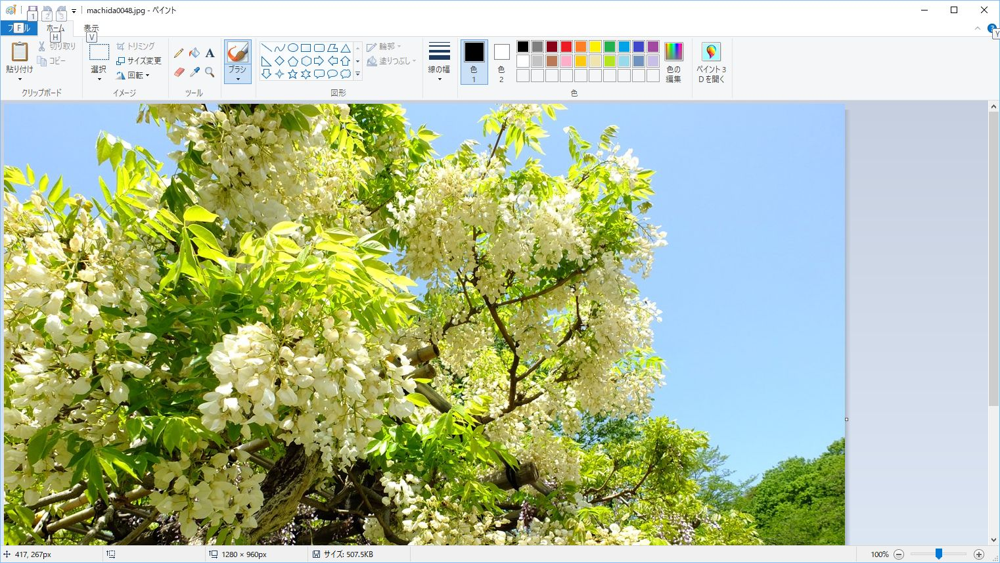 1 2 3 machida0048.jpg - ペイント
F ホーム 表示
H V Y
貼り付け 切り取り コピー
クリップボード
選択 トリミング サイズ変更 回転
イメージ
A
ツール
ブラシ
輪郭 塗りつぶし
図形
線の幅
色 1 色 2
色の編集
色
ペイント 3 D を開く
417, 267px 1280 × 960px サイズ: 507.5KB 100%